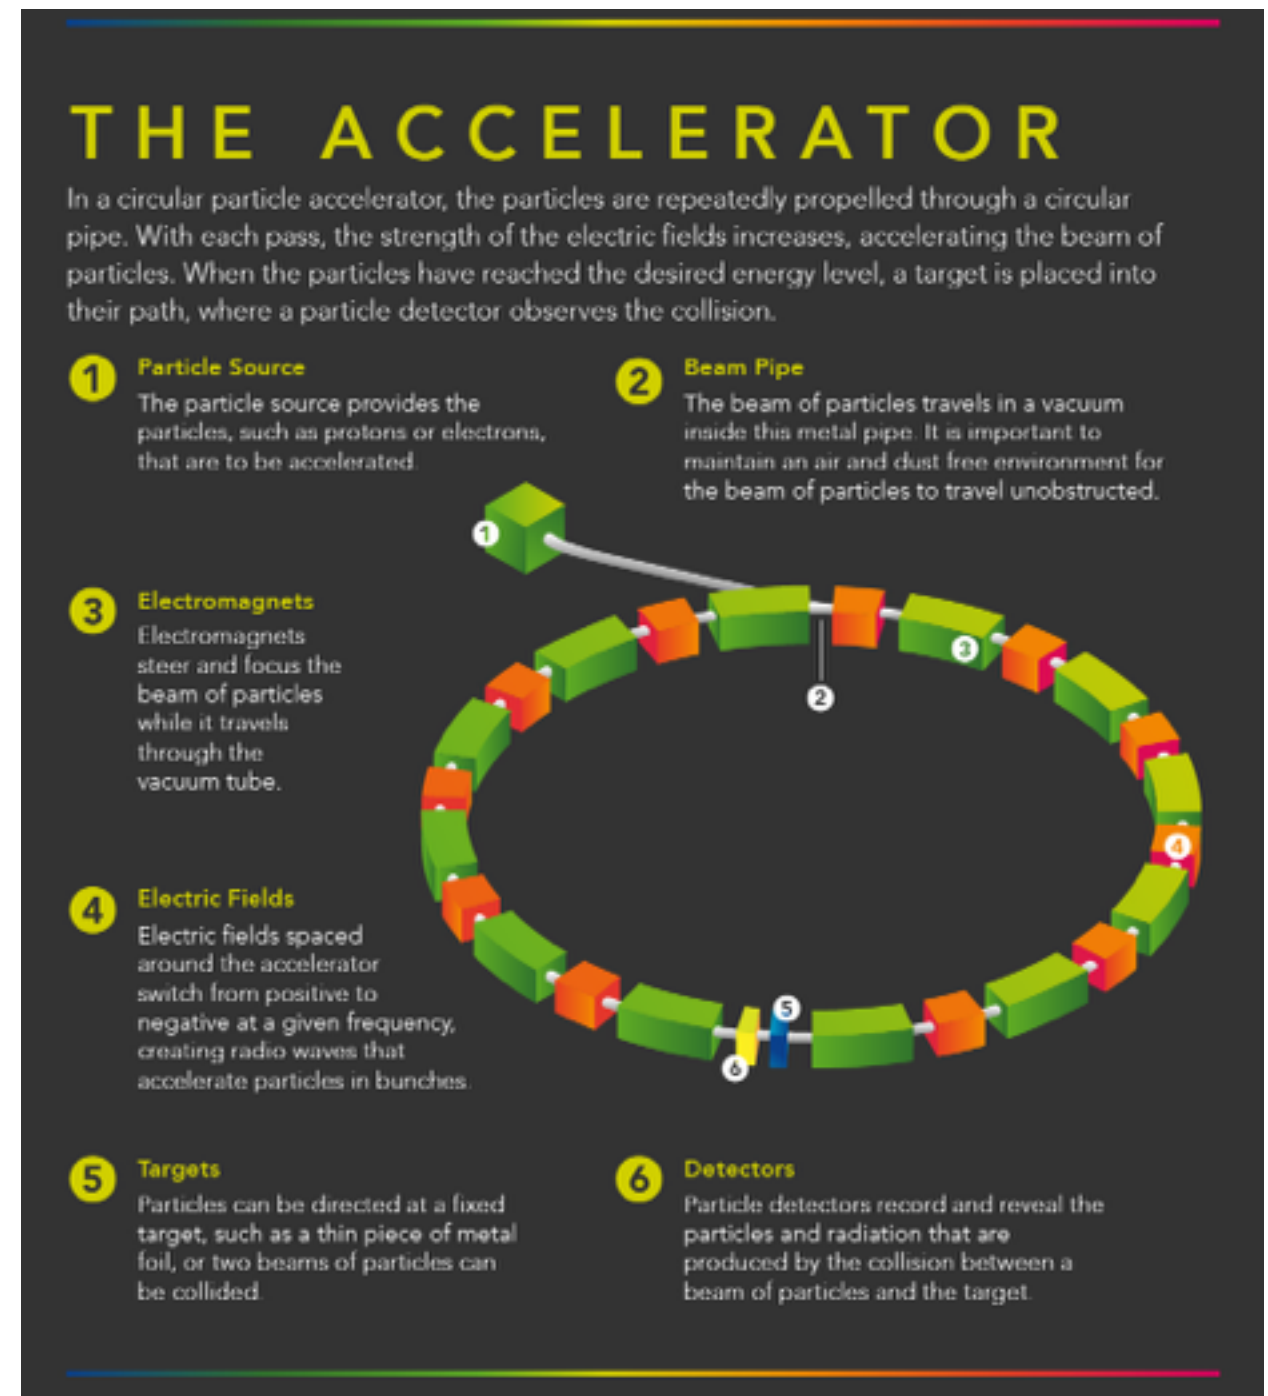 THE ACCELERATOR
In a circular particle accelerator, the particles are repeatedly propelled through a circular
pipe. With each pass, the strength of the electric fields increases, accelerating the beam of
particles. When the particles have reached the desired energy level, a target is placed into
their path, where a particle detector observes the collision.
1
Particle Source
The particle source provides the
particles, such as protons or electrons,
that are to be accelerated.
2
Beam Pipe
The beam of particles travels in a vacuum
inside this metal pipe. It is important to
maintain an air and dust free environment for
the beam of particles to travel unobstructed.
1
3
Electromagnets
Electromagnets
steer and focus the
beam of particles
while it travels
through the
vacuum tube.
3
2
4
4
Electric Fields
Electric fields spaced
around the accelerator
switch from positive to
negative at a given frequency,
creating radio waves that
accelerate particles in bunches.
5
6
5
Targets
Particles can be directed at a fixed
target, such as a thin piece of metal
foil, or two beams of particles can
be collided.
6
Detectors
Particle detectors record and reveal the
particles and radiation that are
produced by the collision between a
beam of particles and the target.